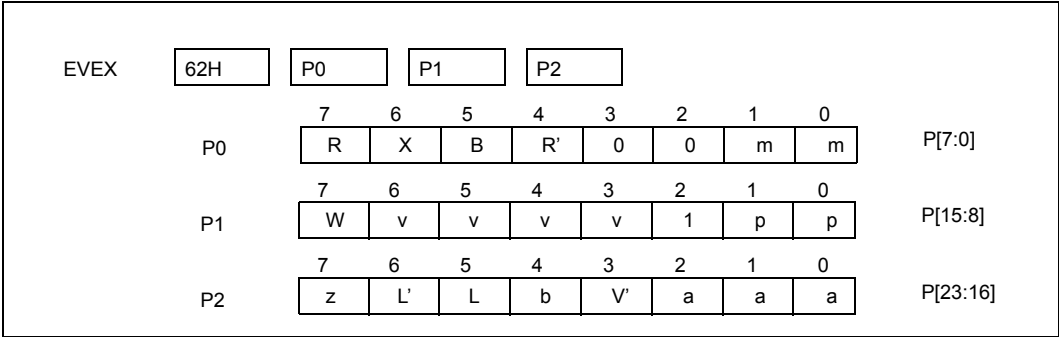 EVEX 62H P0 P1 P2
7 6 5 4 3 2 1 0
P0 R X B R’ 0 0 m m P[7:0]
7 6 5 4 3 2 1 0
P1 W v v v v 1 p p P[15:8]
7 6 5 4 3 2 1 0
P2 z L’ L b V’ a a a P[23:16]